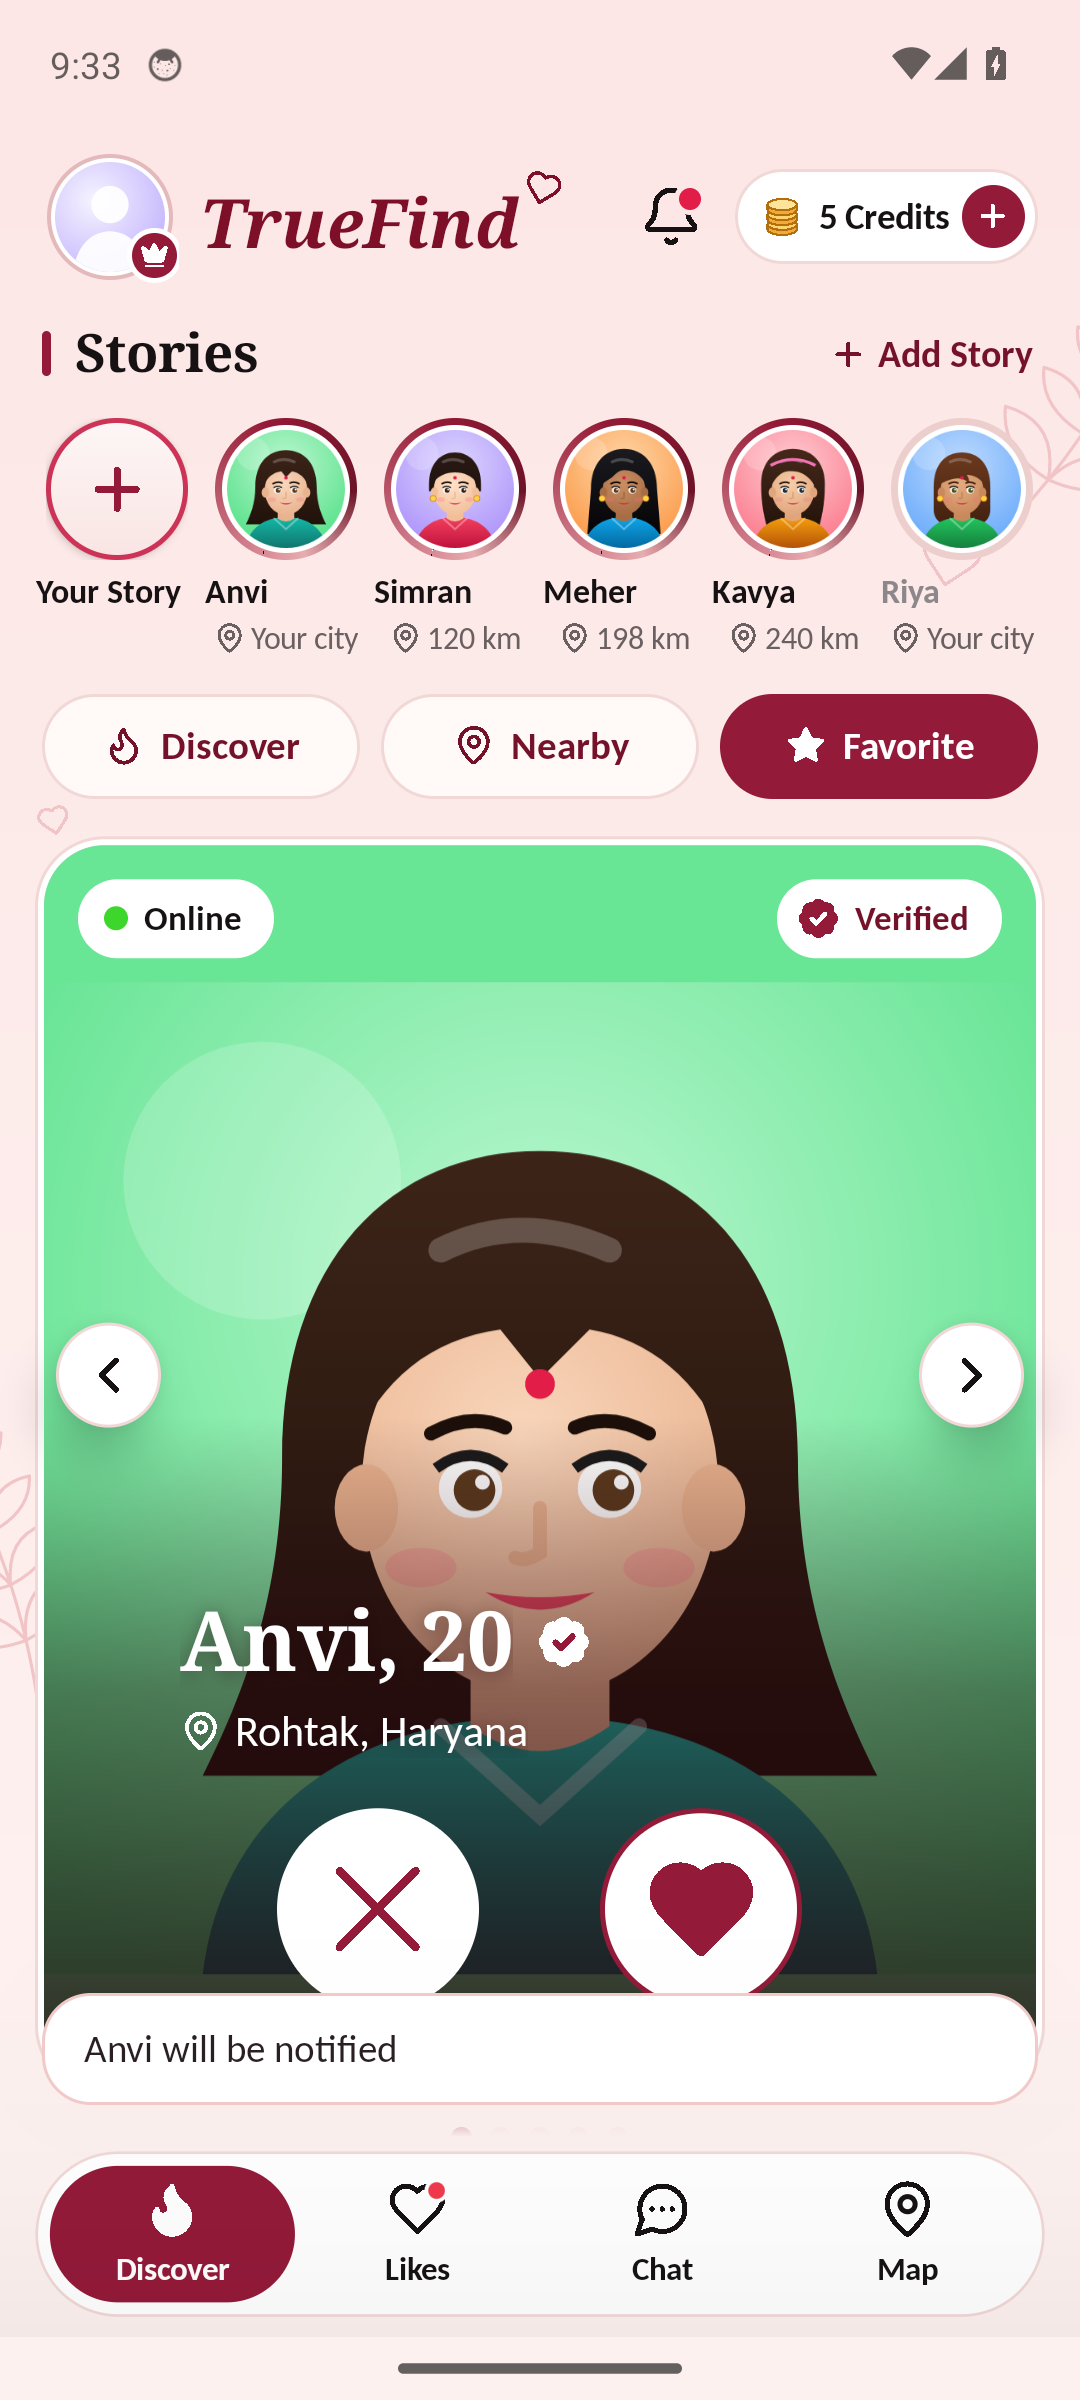 9:33
TrueFind
5 Credits
Stories
Add Story
Your Story
Anvi
Simran
Meher
Kavya
Riya
Your city
120 km
198 km
240 km
Your city
Discover
Nearby
Favorite
Online
Verified
Anvi, 20
Rohtak, Haryana
Anvi will be notified
Discover
Likes
Chat
Map